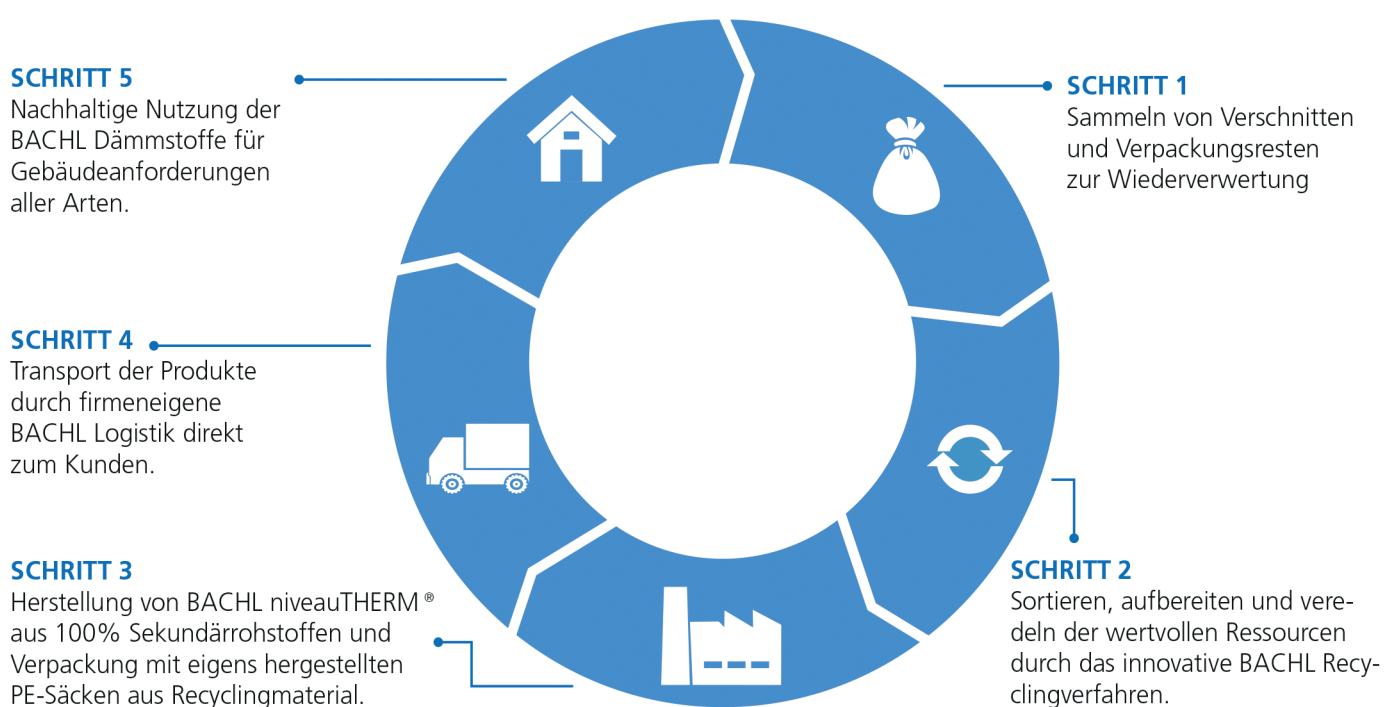 SCHRITT 1
Sammeln von Verschnitten
und Verpackungsresten
zur Wiederverwertung
SCHRITT 2
Sortieren, aufbereiten und vere-
deln der wertvollen Ressourcen
durch das innovative BACHL Recy-
clingverfahren.
SCHRITT 3
Herstellung von BACHL niveauTHERM®
aus 100% Sekundärrohstoffen und
Verpackung mit eigens hergestellten
PE-Säcken aus Recyclingmaterial.
SCHRITT 4
Transport der Produkte
durch firmeneigene
BACHL Logistik direkt
zum Kunden.
SCHRITT 5
Nachhaltige Nutzung der
BACHL Dämmstoffe für
Gebäudeanforderungen
aller Arten.